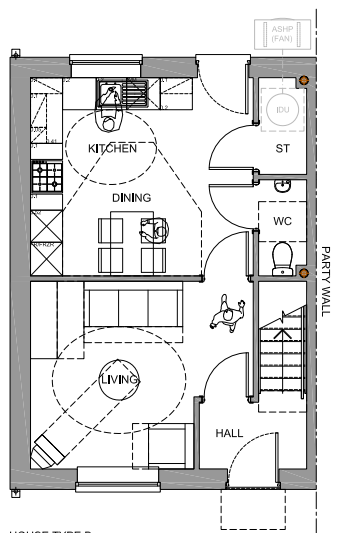 ASHP
(FAN)
IDU
KITCHEN
ST
DINING
WC
PARTY WALL
LIVING
HALL